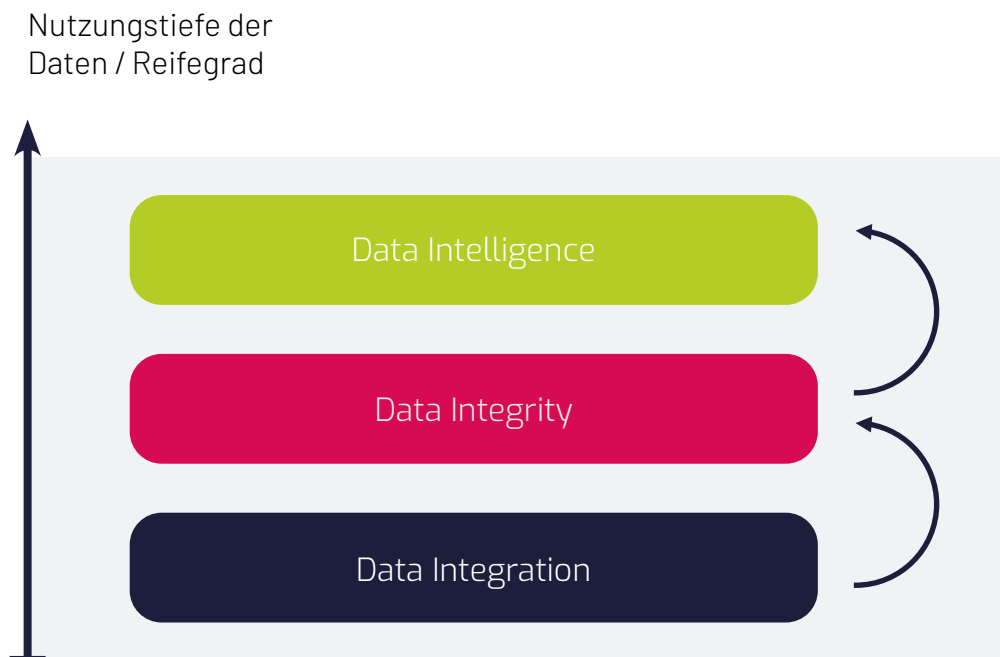 Nutzungstiefe der
Daten / Reifegrad
Data Intelligence
Data Integrity
Data Integration